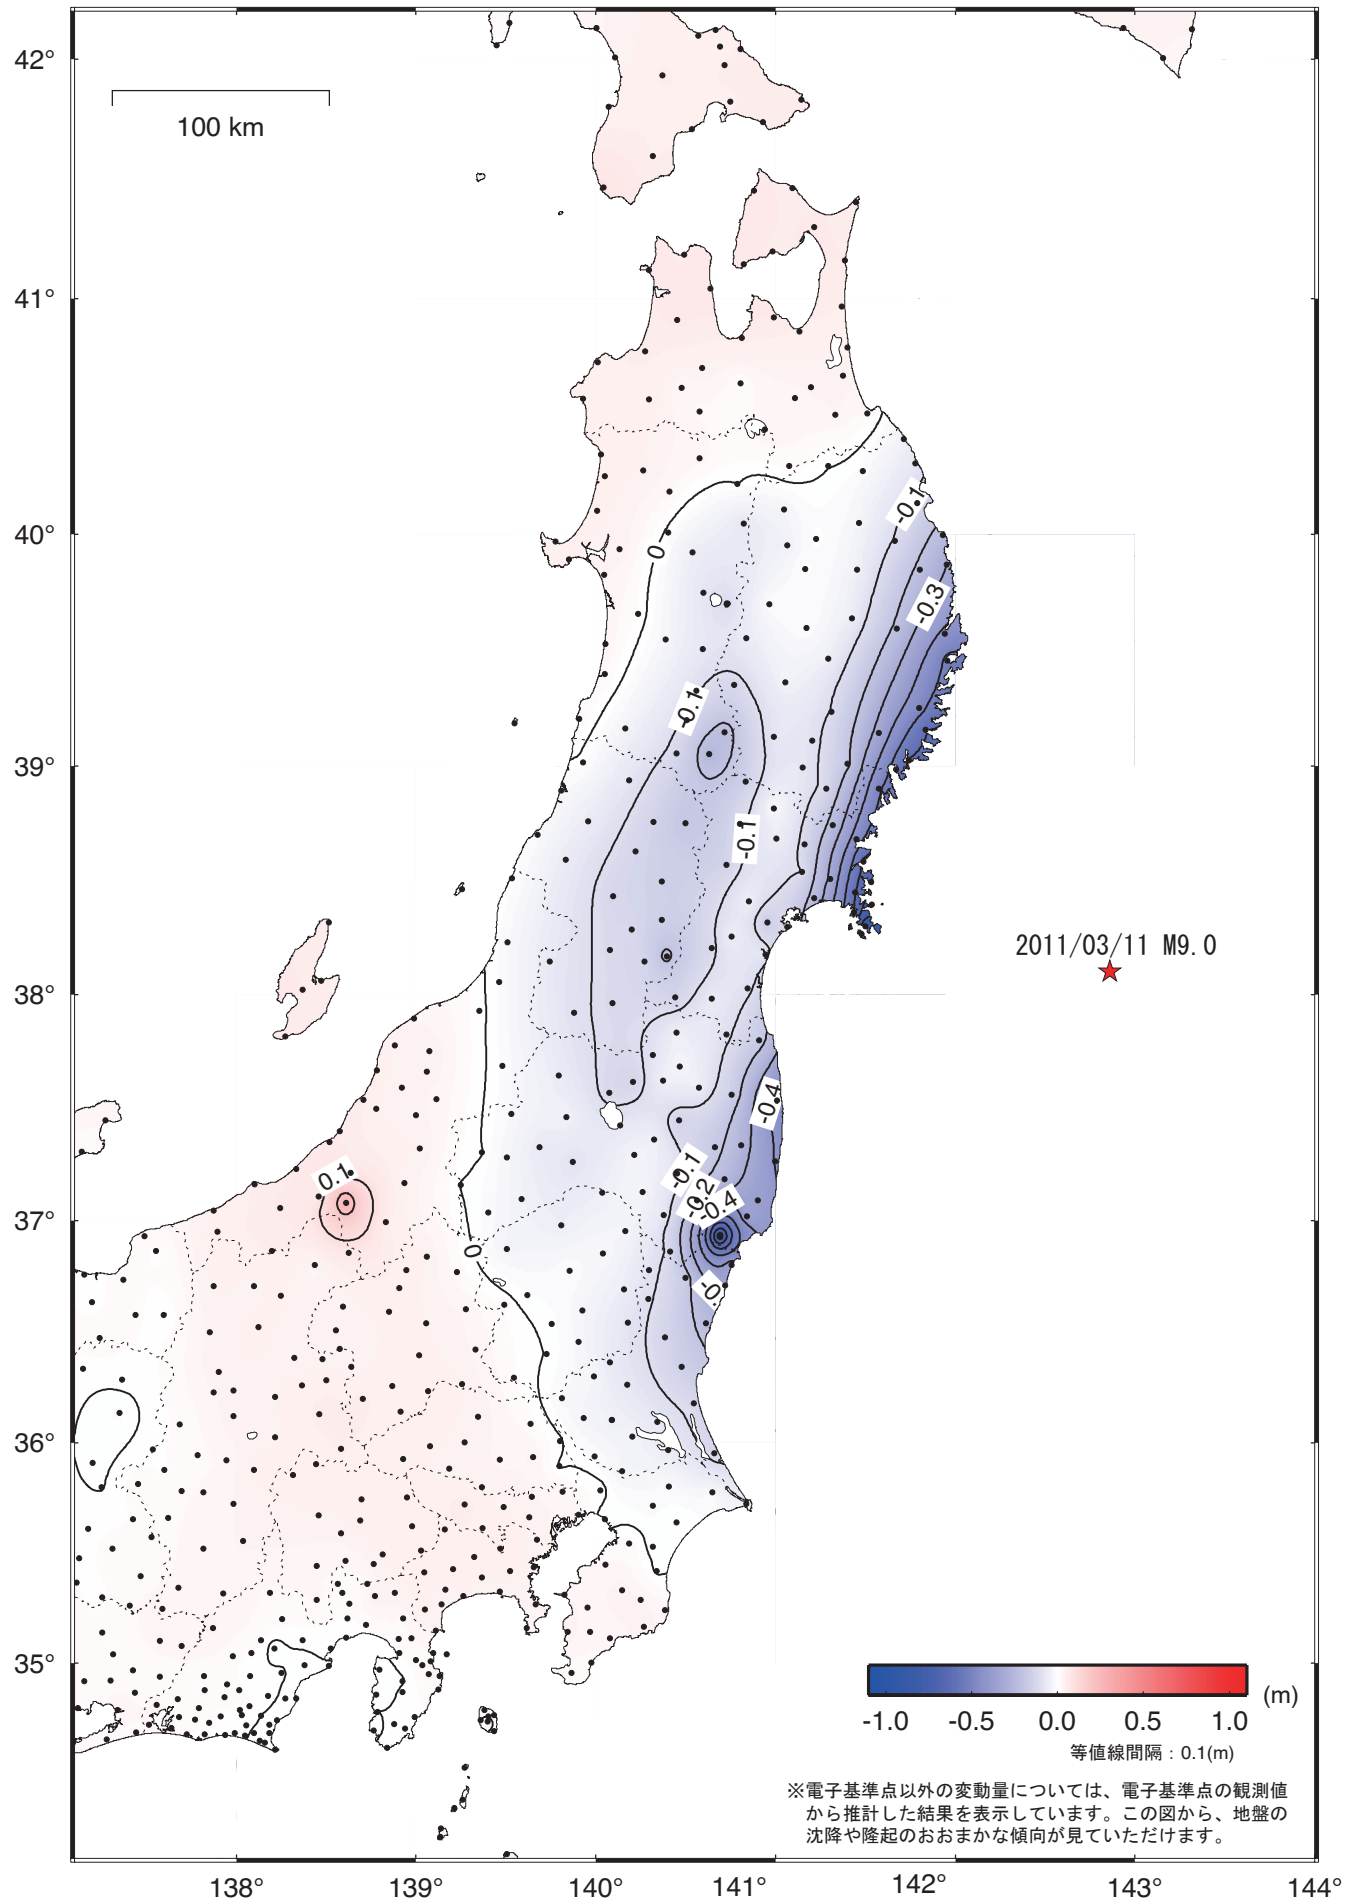 42°
100 km
41°
-0.1
40°
0
-0.3
-0.1
39°
-0.1
2011/03/11 M9.0
38°
-0.4
-0.1
0.1
-0.2
-0.4
37°
0
-0.
36°
35°
(m)
-1.0 -0.5 0.0 0.5 1.0
等値線間隔：0.1(m)
※電子基準点以外の変動量については、電子基準点の観測値
から推計した結果を表示しています。この図から、地盤の
沈降や隆起のおおまかな傾向が見ていただけます。
138° 139° 140° 141° 142° 143° 144°